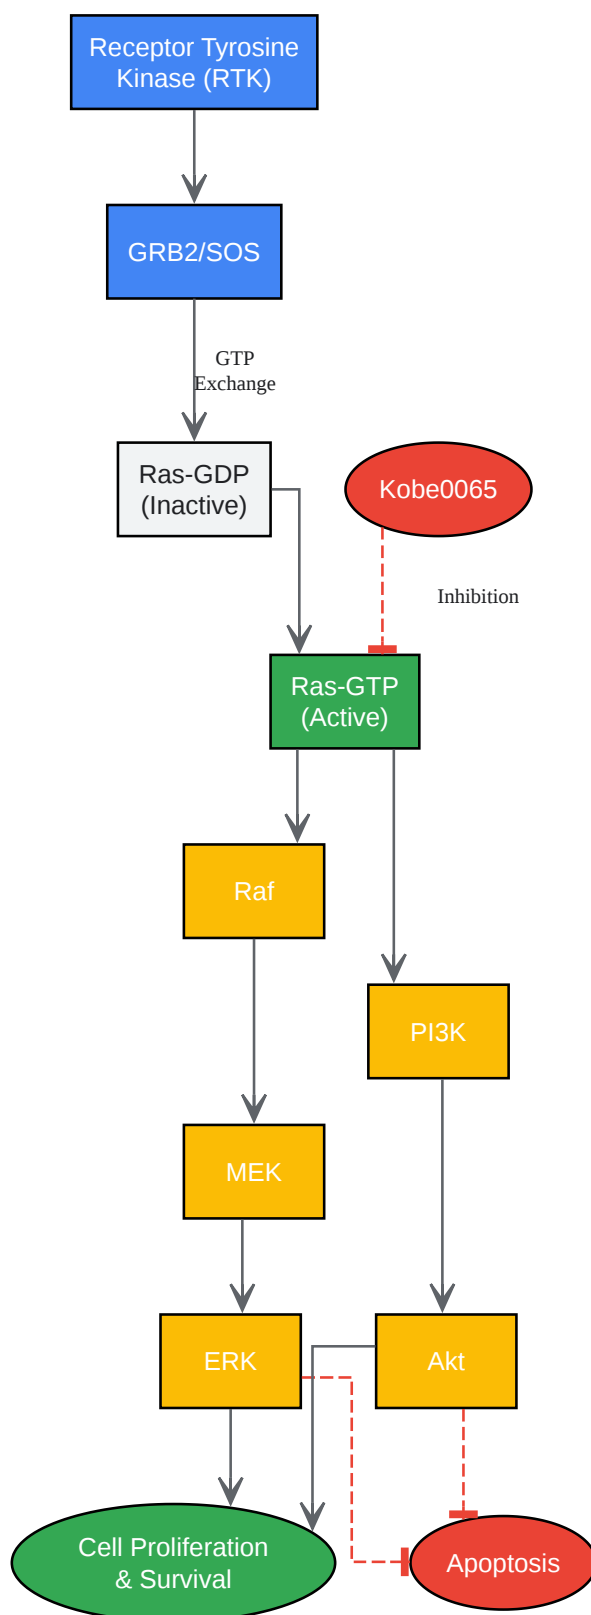 Receptor Tyrosine
Kinase (RTK)
GRB2/SOS
GTP
Exchange
Ras-GDP
(Inactive)
Kobe0065
Inhibition
Ras-GTP
(Active)
Raf
PI3K
MEK
ERK
Akt
Cell Proliferation
& Survival
Apoptosis